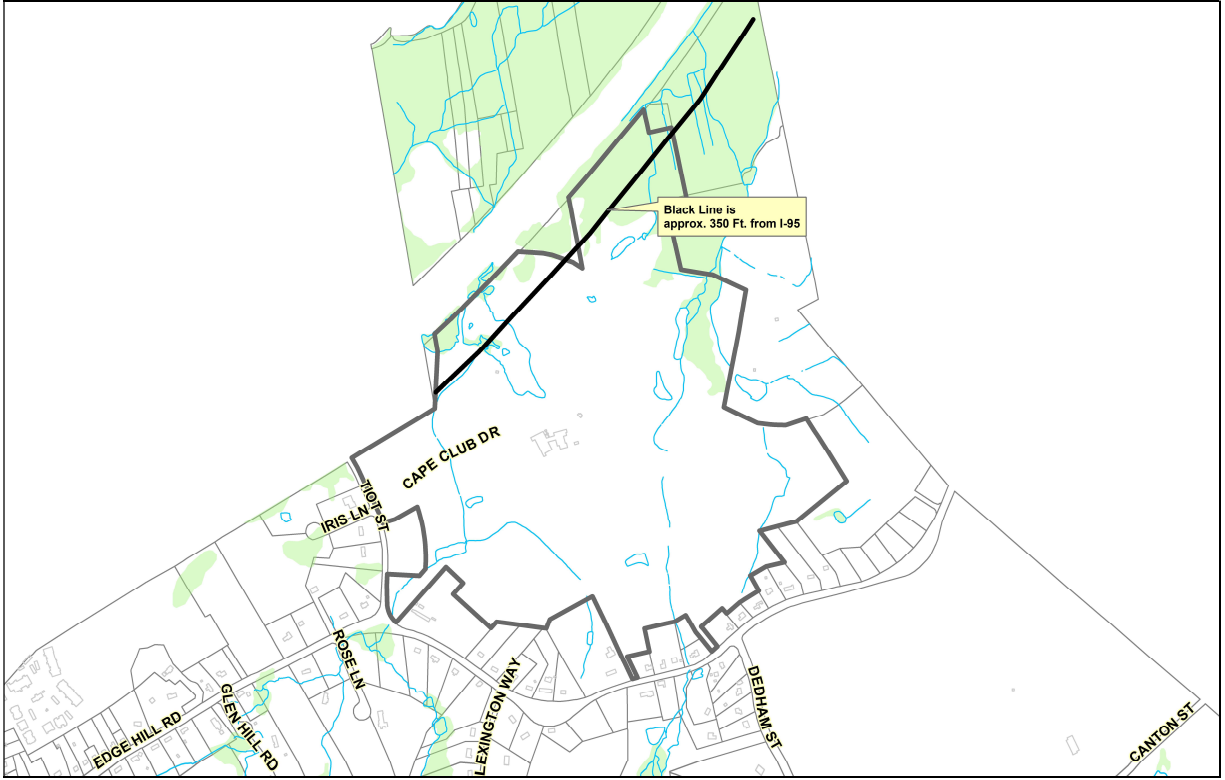 Black Line is
approx. 350 Ft. from I-95
CAPE CLUB DR
TIOT ST
IRIS LN
ROSE LN
LEXINGTON WAY
DEDHAM ST
GLEN HILL RD
EDGE HILL RD
CANTON ST